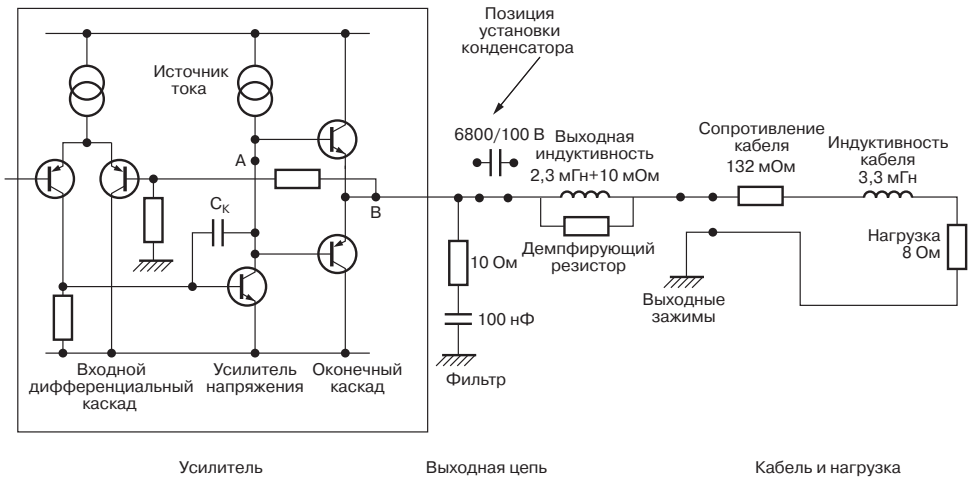 Позиция
установки
конденсатора
Источник
тока
6800/100 В
Выходная
индуктивность
2,3 мГн+10 мОм
Сопротивление
кабеля
132 мОм
Индуктивность
кабеля
3,3 мГн
A
B
CК
Демпфирующий
резистор
10 Ом
100 нФ
Фильтр
Выходные
зажимы
Нагрузка
8 Ом
Входной
дифференциальный
каскад
Усилитель
напряжения
Оконечный
каскад
Усилитель
Выходная цепь
Кабель и нагрузка